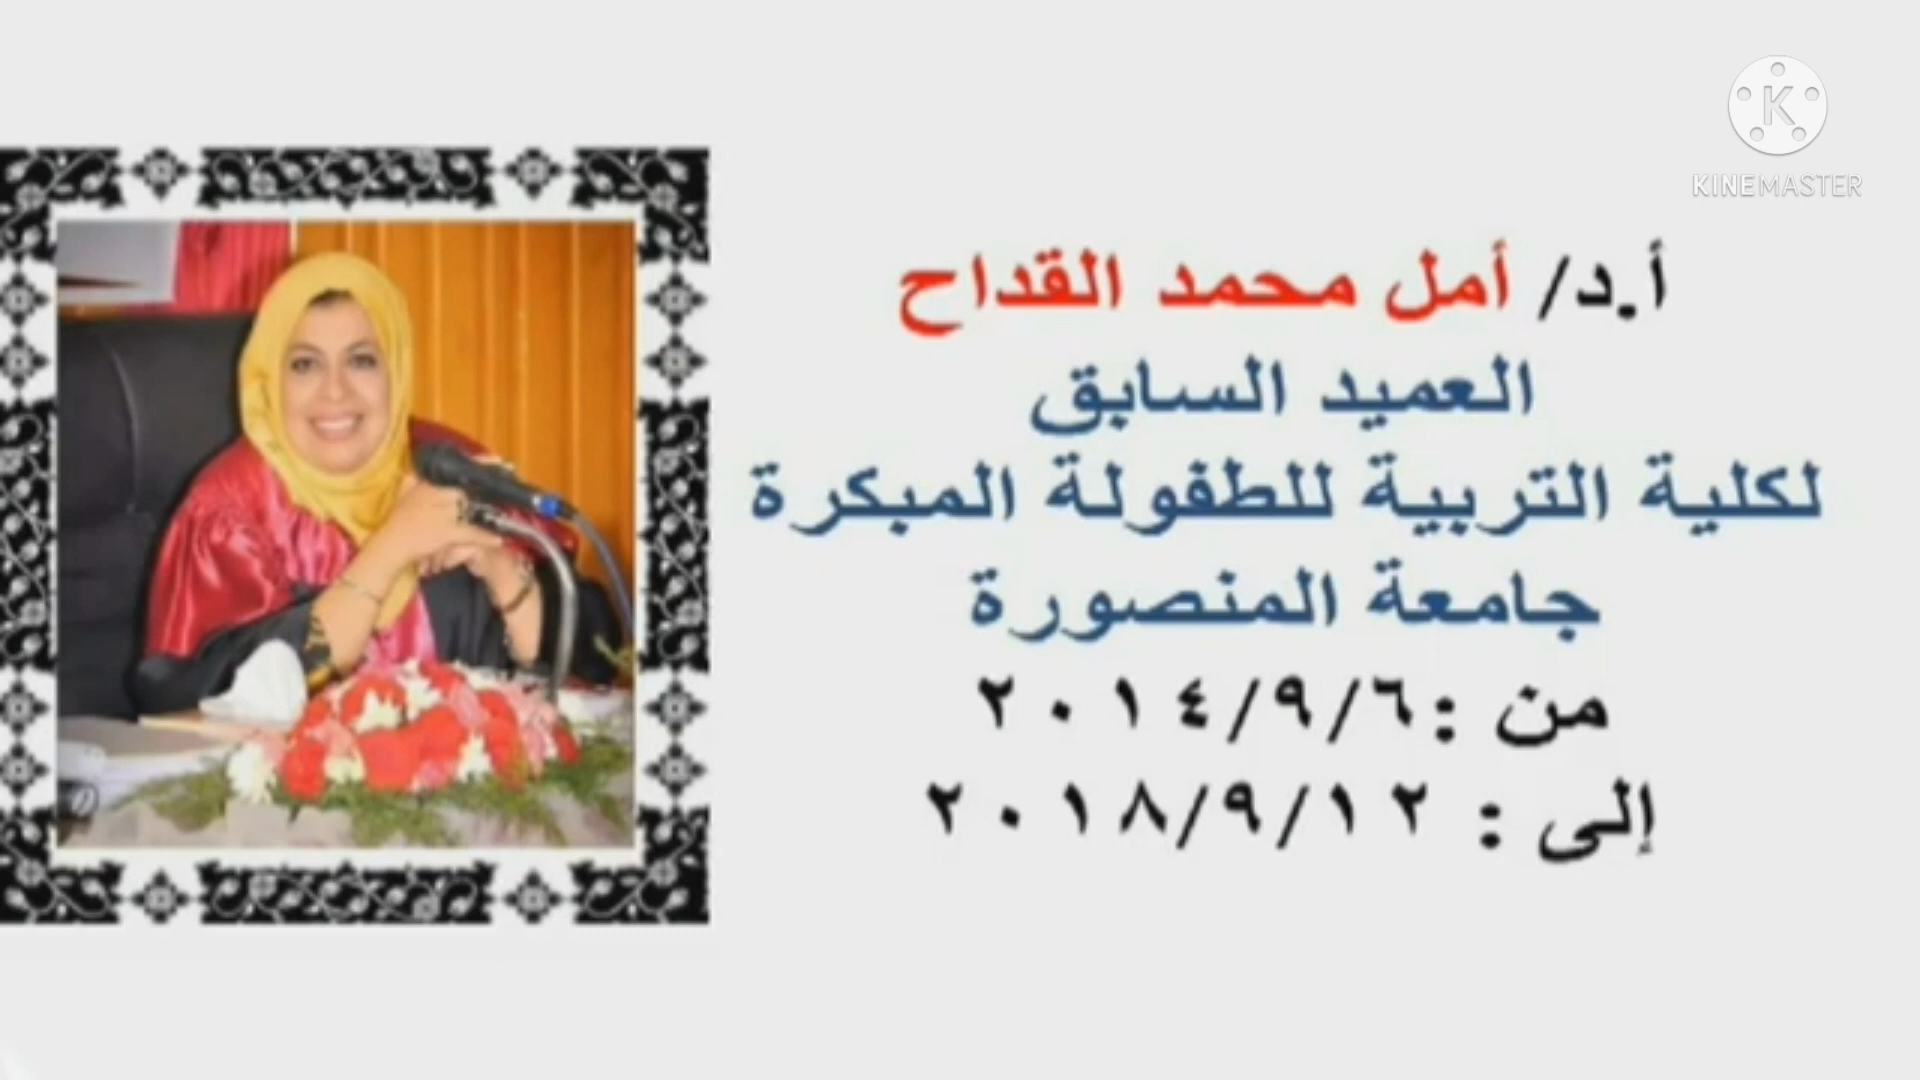 أ.د/ أمل محمد القداح
العميد السابق
لكلية التربية للطفولة المبكرة
جامعة المنصورة
من :٢٠١٤/٩/٦
إلى : ٢٠١٨/٩/١٢
K
KINEMASTER